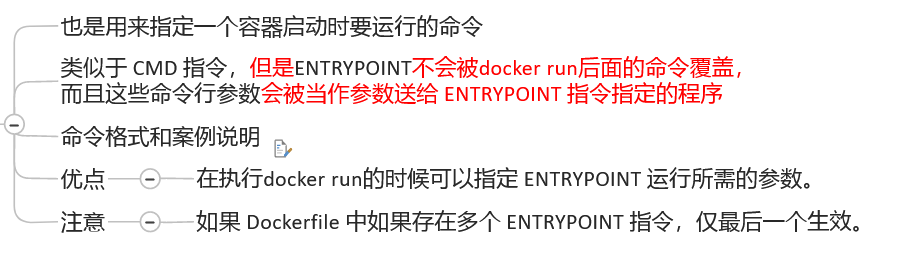 也是用来指定一个容器启动时要运行的命令
类似于 CMD 指令，但是ENTRYPOINT不会被docker run后面的命令覆盖，
而且这些命令行参数会被当作参数送给 ENTRYPOINT 指令指定的程序
命令格式和案例说明
优点 在执行docker run的时候可以指定 ENTRYPOINT 运行所需的参数。
注意 如果 Dockerfile 中如果存在多个 ENTRYPOINT 指令，仅最后一个生效。